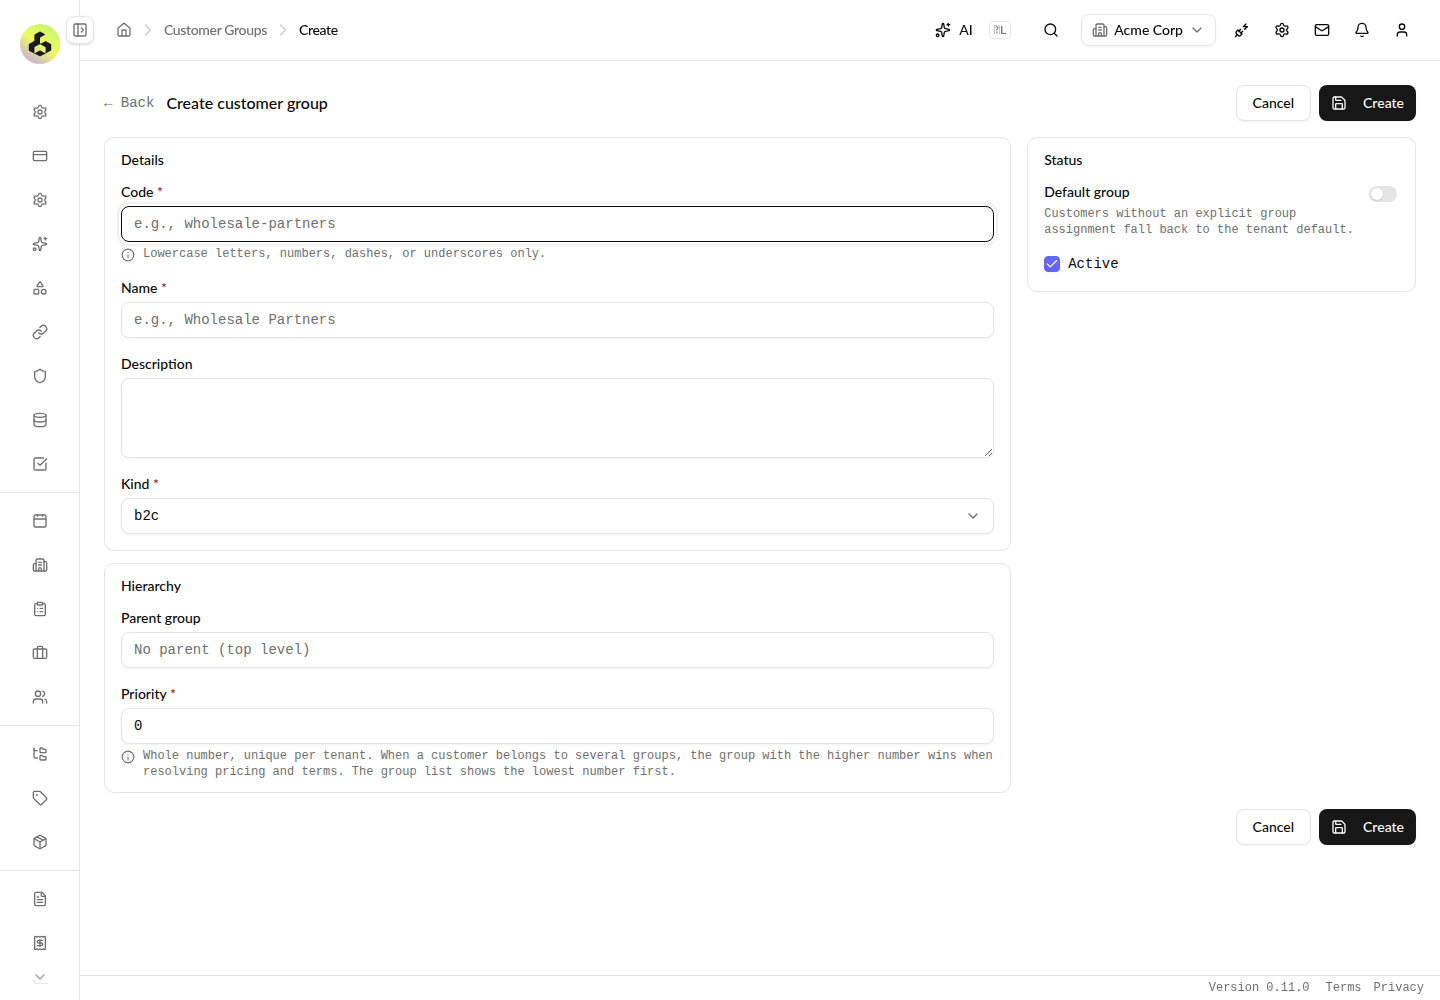 Customer Groups
Create
AI
L
Acme Corp
← Back
Create customer group
Cancel
Create
Details
Code *
e.g., wholesale-partners
Lowercase letters, numbers, dashes, or underscores only.
Name *
e.g., Wholesale Partners
Description
Kind *
b2c
Hierarchy
Parent group
No parent (top level)
Priority *
0
Whole number, unique per tenant. When a customer belongs to several groups, the group with the higher number wins when
resolving pricing and terms. The group list shows the lowest number first.
Status
Default group
Customers without an explicit group
assignment fall back to the tenant default.
Active
Cancel
Create
Version 0.11.0
Terms
Privacy